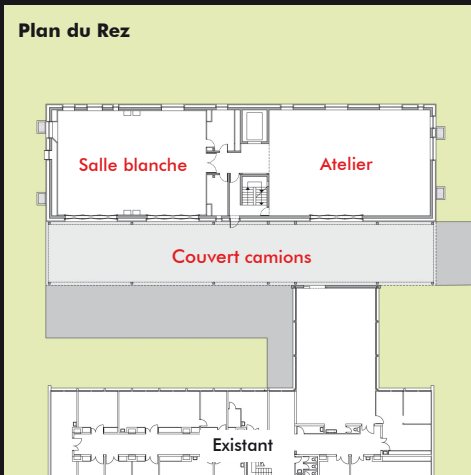 Plan du Rez
Salle blanche
Atelier
Couvert camions
Existant